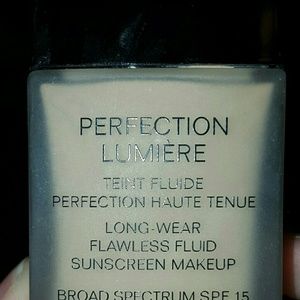 PERFECTION
LUMIÈRE
TEINT FLUIDE
PERFECTION HAUTE TENUE
LONG-WEAR
FLAWLESS FLUID
SUNSCREEN MAKEUP
BROAD SPECTRUM SPF 15